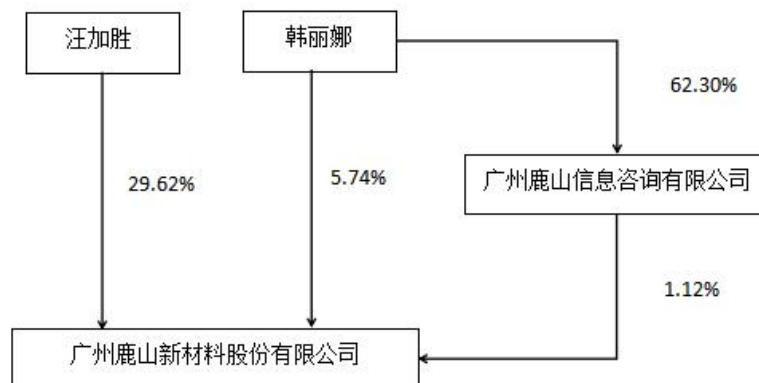 汪加胜
韩丽娜
62.30%
29.62%
5.74%
广州鹿山信息咨询有限公司
1.12%
广州鹿山新材料股份有限公司